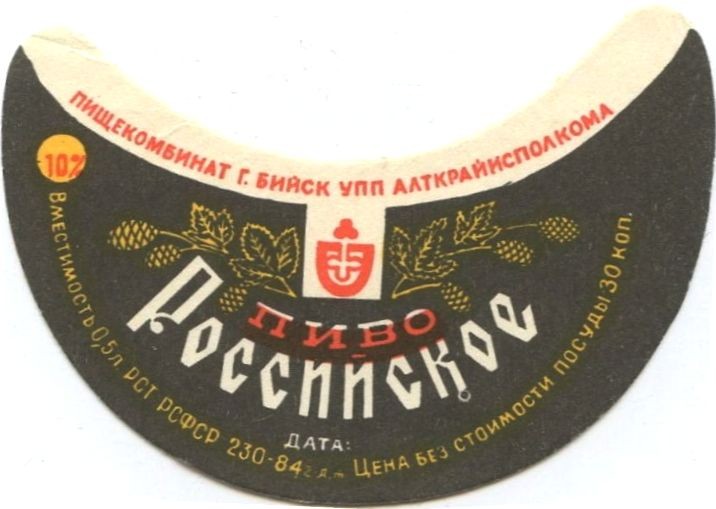 ПИЩЕКОМБИНАТ Г. БИЙСК УПП АЛТКРАЙИСПОЛКОМА
10%
ПИВО
РОССИЙСКОЕ
ДАТА:
ВМЕСТИМОСТЬ 0,5л РСТ РСФСР 230-84 ЦЕНА БЕЗ СТОИМОСТИ ПОСУДЫ 30 КОП.